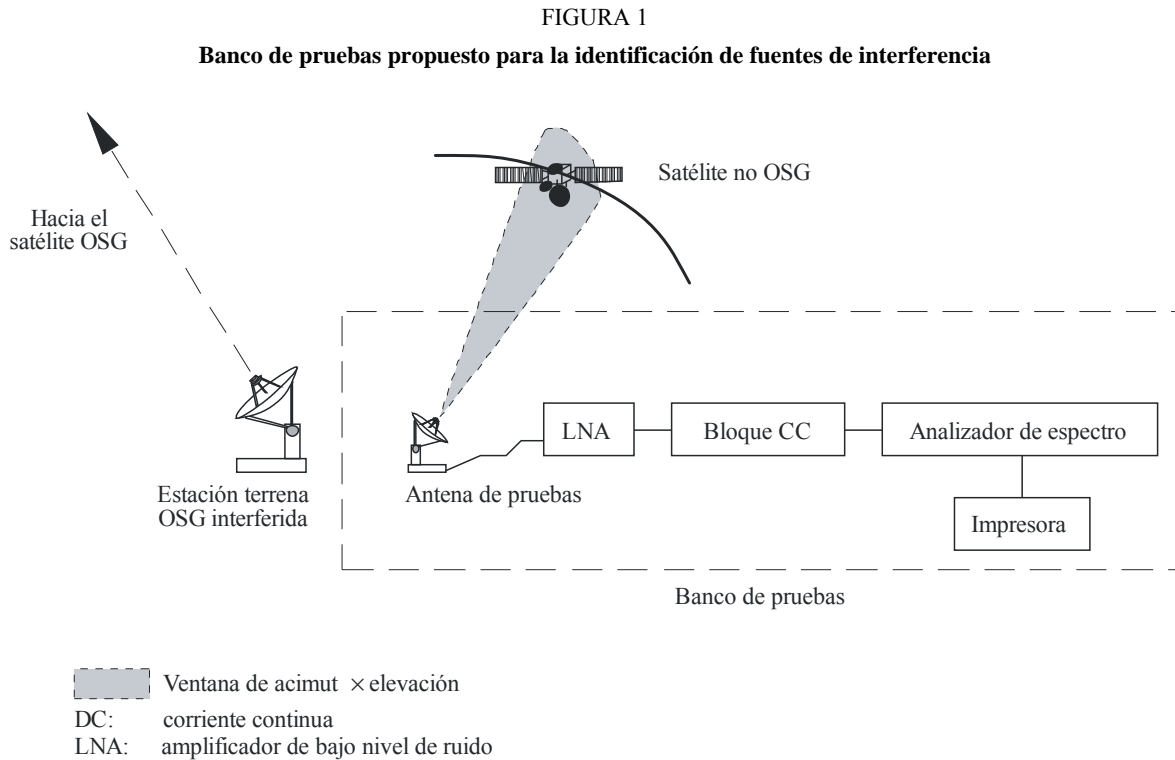 FIGURA 1
Banco de pruebas propuesto para la identificación de fuentes de interferencia
Satélite no OSG
Hacia el
satélite OSG
LNA
Bloque CC
Analizador de espectro
Estación terrena
OSG interferida
Antena de pruebas
Impresora
Banco de pruebas
Ventana de acimut × elevación
DC: corriente continua
LNA: amplificador de bajo nivel de ruido